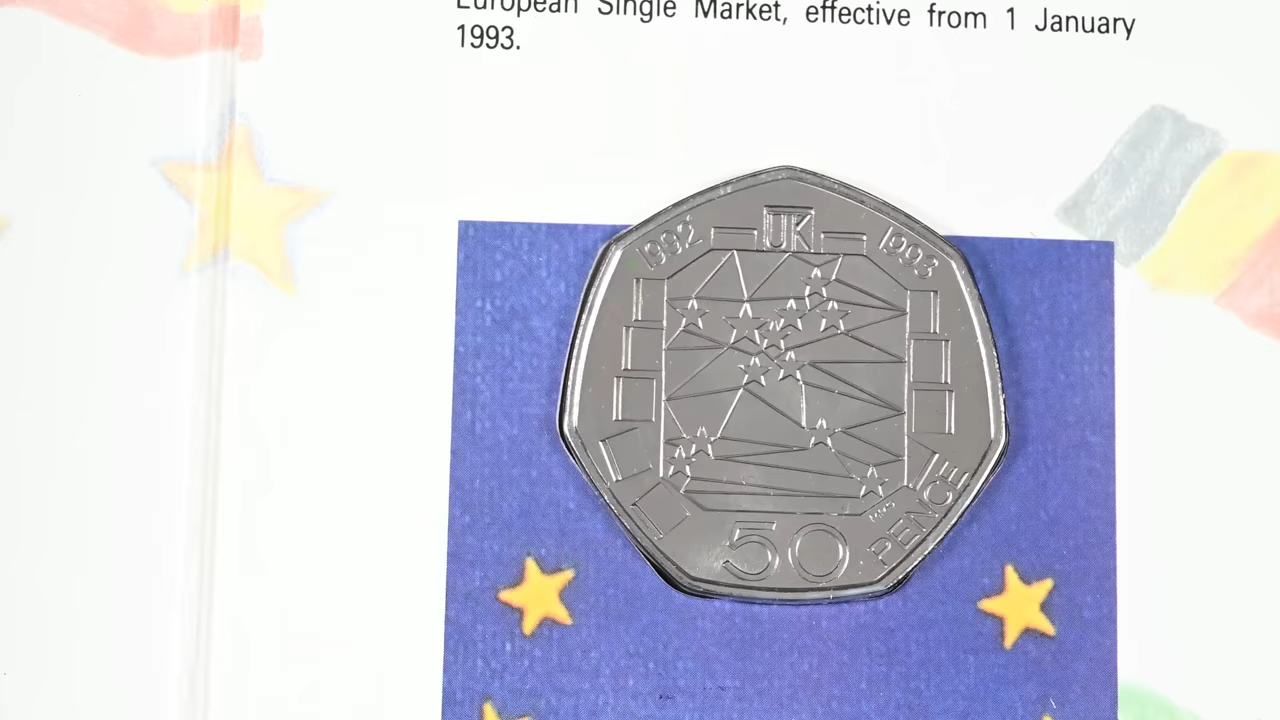 European Single Market, effective from 1 January
1993.
1992 UK 1993
50 PENCE